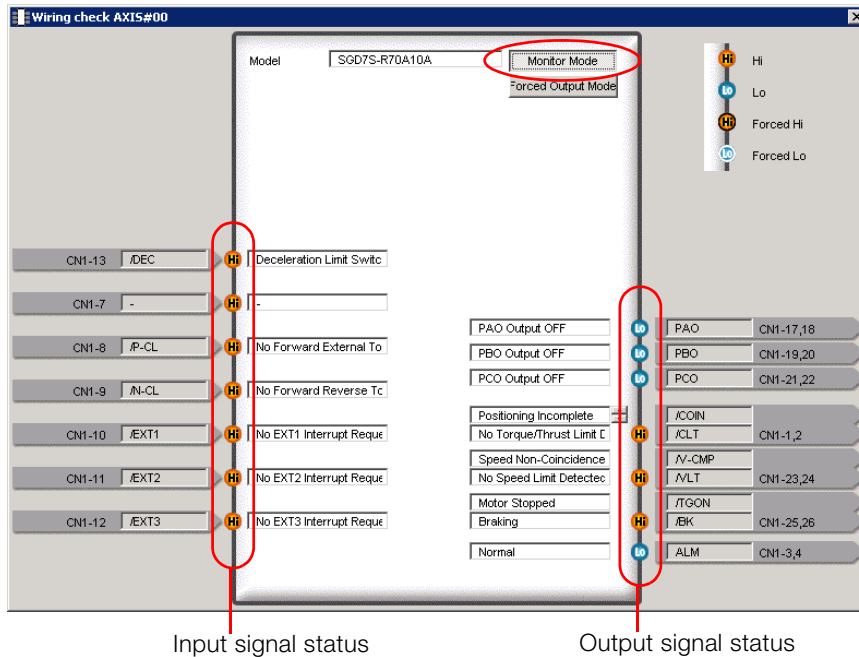 Wiring check AXIS#00
Model SGD7S-R70A10A Monitor Mode
Forced Output Mode
Hi Hi
Lo Lo
Hi Forced Hi
Lo Forced Lo
CN1-13 /DEC Hi Deceleration Limit Switc
CN1-7 - Hi -
CN1-8 /P-CL Hi No Forward External To
CN1-9 /N-CL Hi No Forward Reverse Tc
CN1-10 /EXT1 Hi No EXT1 Interrupt Reque
CN1-11 /EXT2 Hi No EXT2 Interrupt Reque
CN1-12 /EXT3 Hi No EXT3 Interrupt Reque
PAO Output OFF Lo PAO CN1-17,18
PBO Output OFF Lo PBO CN1-19,20
PCO Output OFF Lo PCO CN1-21,22
Positioning Incomplete /COIN
No Torque/Thrust Limit D Hi /CLT CN1-1,2
Speed Non-Coincidence /V-CMP
No Speed Limit Detectec Hi /VLT CN1-23,24
Motor Stopped /TGON
Braking Hi /BK CN1-25,26
Normal Lo ALM CN1-3,4
Input signal status
Output signal status